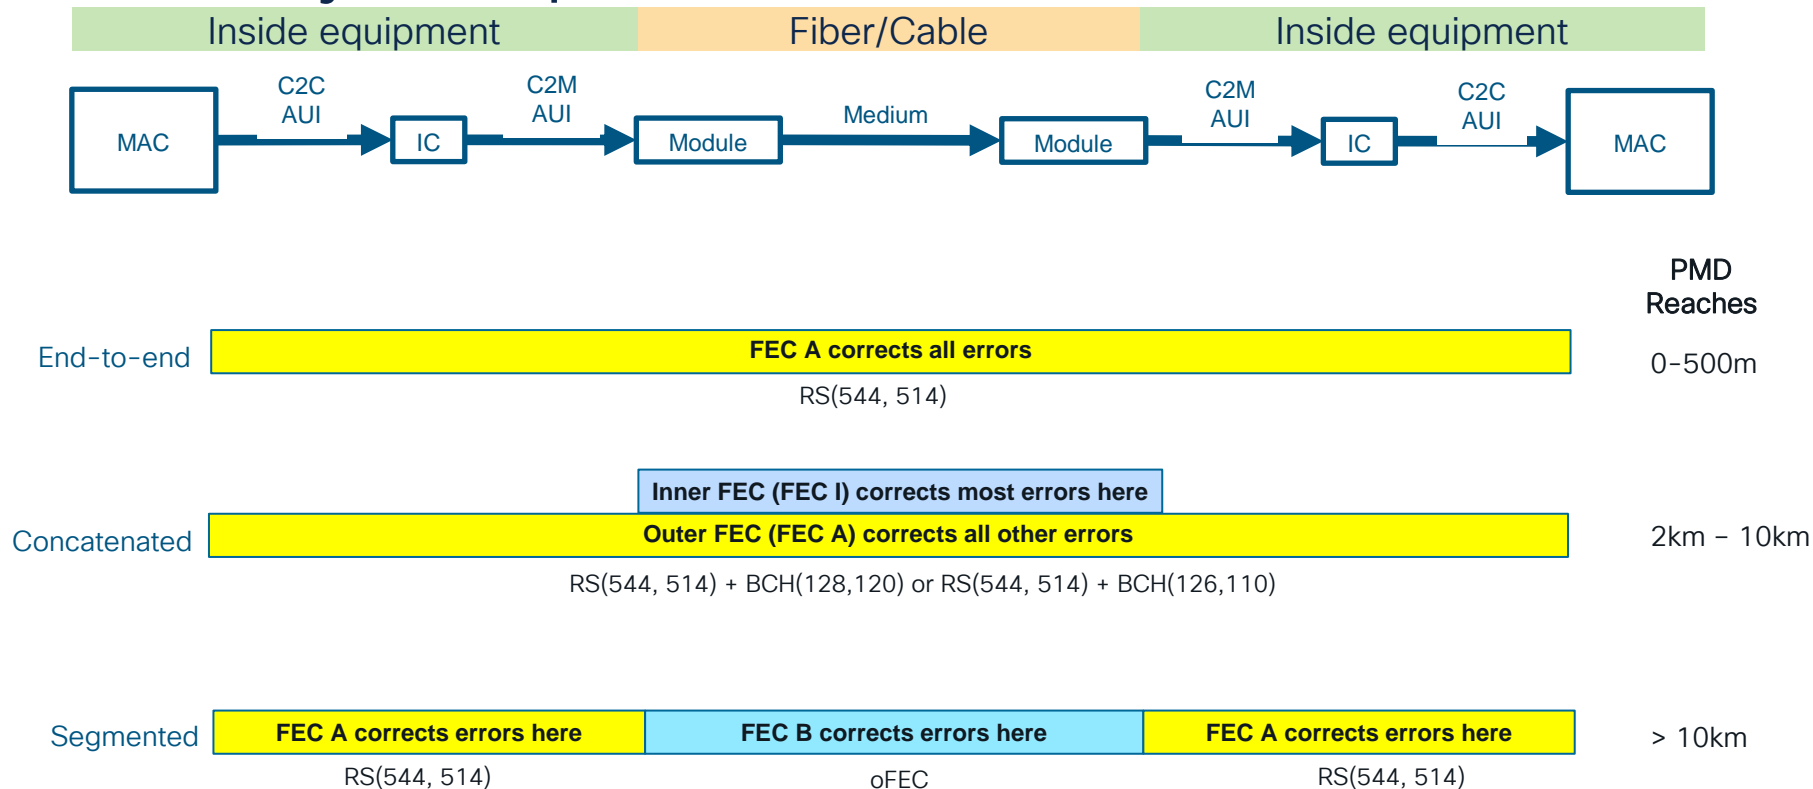 Inside equipment
Fiber/Cable
Inside equipment
C2C
AUI
C2M
AUI
C2M
AUI
C2C
AUI
MAC
IC
Module
Medium
Module
IC
MAC
PMD
Reaches
End-to-end
FEC A corrects all errors
0-500m
RS(544, 514)
Inner FEC (FEC I) corrects most errors here
Concatenated
Outer FEC (FEC A) corrects all other errors
2km – 10km
RS(544, 514) + BCH(128,120) or RS(544, 514) + BCH(126,110)
Segmented
FEC A corrects errors here
FEC B corrects errors here
FEC A corrects errors here
> 10km
RS(544, 514)
oFEC
RS(544, 514)